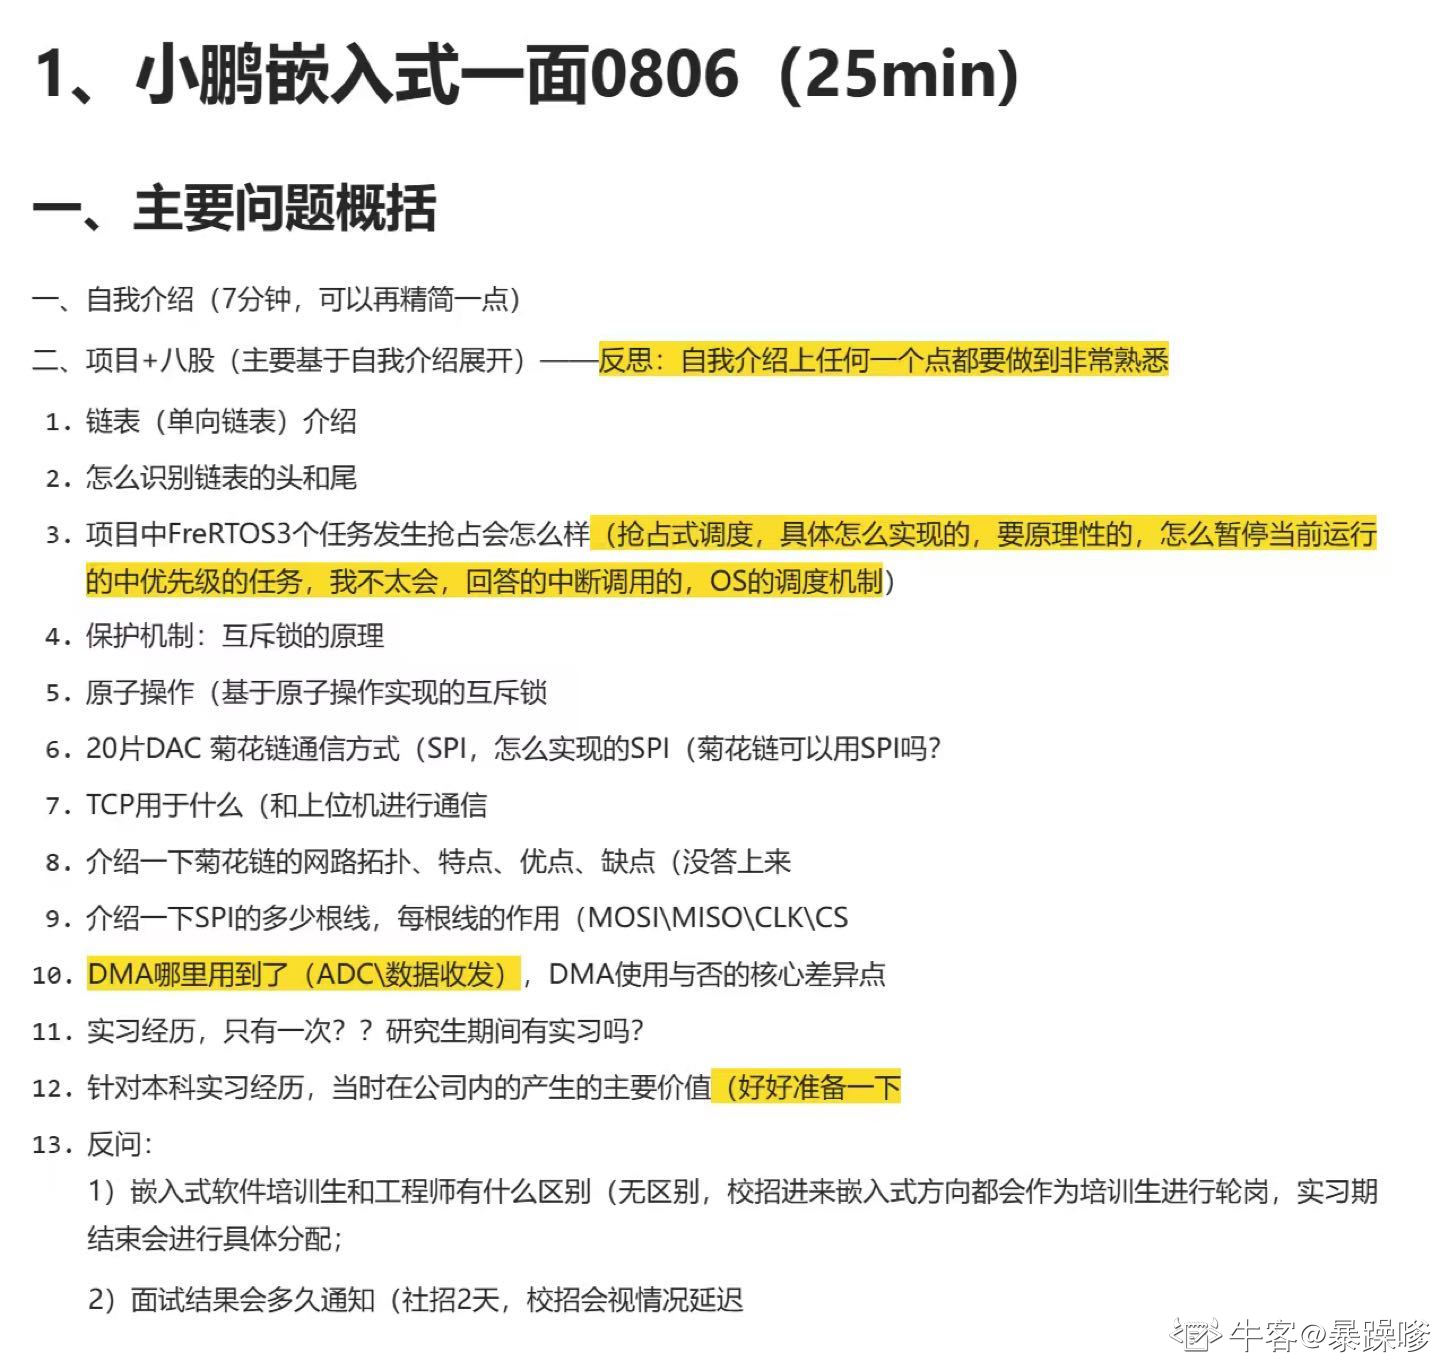 1、小鹏嵌入式一面0806（25min)
一、主要问题概括
一、自我介绍（7分钟，可以再精简一点）
二、项目+八股（主要基于自我介绍展开）——反思：自我介绍上任何一个点都要做到非常熟悉
1. 链表（单向链表）介绍
2. 怎么识别链表的头和尾
3. 项目中FreRTOS3个任务发生抢占会怎么样（抢占式调度，具体怎么实现的，要原理性的，怎么暂停当前运行
的中优先级的任务，我不太会，回答的中断调用的，OS的调度机制）
4. 保护机制：互斥锁的原理
5. 原子操作（基于原子操作实现的互斥锁
6. 20片DAC 菊花链通信方式（SPI，怎么实现的SPI（菊花链可以用SPI吗？
7. TCP用于什么（和上位机进行通信
8. 介绍一下菊花链的网路拓扑、特点、优点、缺点（没答上来
9. 介绍一下SPI的多少根线，每根线的作用（MOSI\MISO\CLK\CS
10. DMA哪里用到了（ADC\数据收发），DMA使用与否的核心差异点
11. 实习经历，只有一次？？研究生期间有实习吗？
12. 针对本科实习经历，当时在公司内的产生的主要价值（好好准备一下
13. 反问：
1）嵌入式软件培训生和工程师有什么区别（无区别，校招进来嵌入式方向都会作为培训生进行轮岗，实习期
结束会进行具体分配；
2）面试结果会多久通知（社招2天，校招会视情况延迟
牛客@暴躁嗲